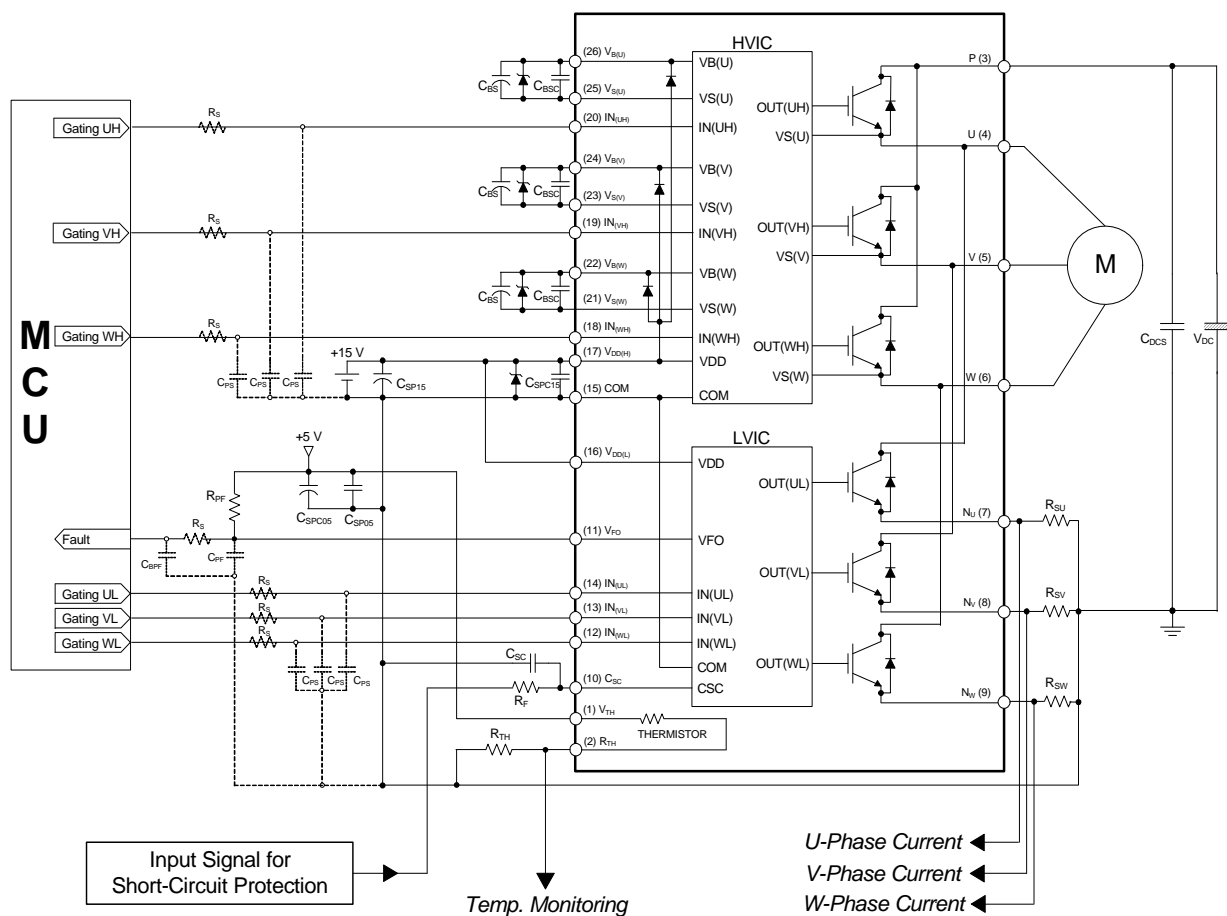 HVIC
(26) VB(U)
VB(U)
P (3)
CBS
CBSC
(25) VS(U)
VS(U)
OUT(UH)
Gating UH
RS
(20) IN(UH)
IN(UH)
VS(U)
U (4)
(24) VB(V)
VB(V)
CBS
CBSC
(23) VS(V)
VS(V)
Gating VH
RS
(19) IN(VH)
IN(VH)
OUT(VH)
VS(V)
V (5)
M
(22) VB(W)
VB(W)
CBS
CBSC
(21) VS(W)
VS(W)
Gating WH
RS
(18) IN(WH)
IN(WH)
OUT(WH)
CDCS
VDC
M
C
U
+15 V
(17) VDD(H)
VDD
VS(W)
W (6)
CPS
CPS
CPS
CSP15
CSPC15
(15) COM
COM
LVIC
+5 V
(16) VDD(L)
VDD
OUT(UL)
RPF
CSPC05
CSP05
NU (7)
RSU
Fault
RS
(11) VFO
VFO
CBPF
CPF
OUT(VL)
Gating UL
RS
(14) IN(UL)
IN(UL)
Gating VL
RS
(13) IN(VL)
IN(VL)
NV (8)
RSV
Gating WL
RS
(12) IN(WL)
IN(WL)
CPS
CPS
CPS
CSC
COM
OUT(WL)
RF
(10) CSC
CSC
NW (9)
RSW
(1) VTH
THERMISTOR
RTH
(2) RTH
Input Signal for
Short-Circuit Protection
Temp. Monitoring
U-Phase Current
V-Phase Current
W-Phase Current